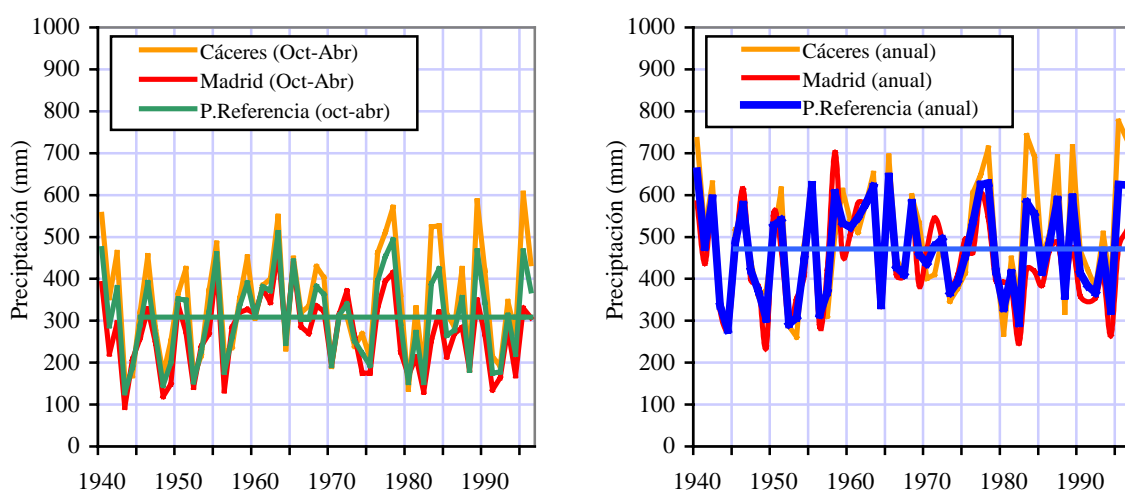 1000
900
800
700
600
500
400
300
200
100
0
Preciptación (mm)
Cáceres (Oct-Abr)
Madrid (Oct-Abr)
P.Referencia (oct-abr)
1940 1950 1960 1970 1980 1990
1000
900
800
700
600
500
400
300
200
100
0
Preciptación (mm)
Cáceres (anual)
Madrid (anual)
P.Referencia (anual)
1940 1950 1960 1970 1980 1990